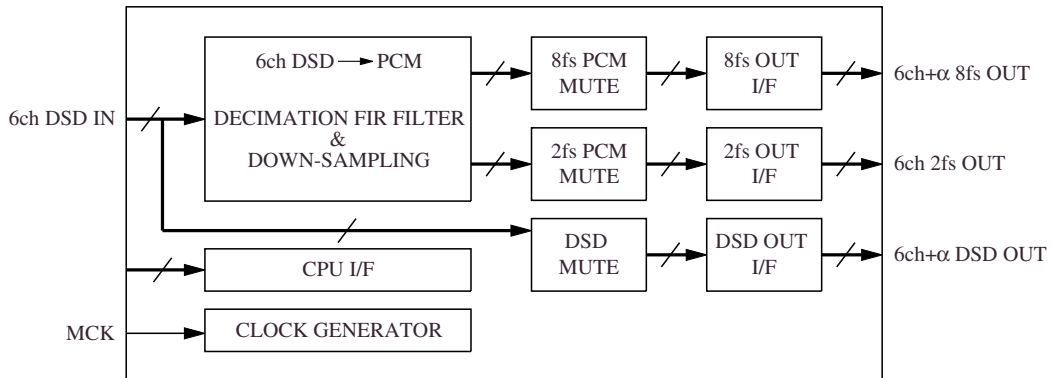 6ch DSD → PCM
DECIMATION FIR FILTER
&
DOWN-SAMPLING
8fs PCM
MUTE
8fs OUT
I/F
6ch+α 8fs OUT
6ch DSD IN
2fs PCM
MUTE
2fs OUT
I/F
6ch 2fs OUT
DSD
MUTE
DSD OUT
I/F
6ch+α DSD OUT
CPU I/F
MCK
CLOCK GENERATOR